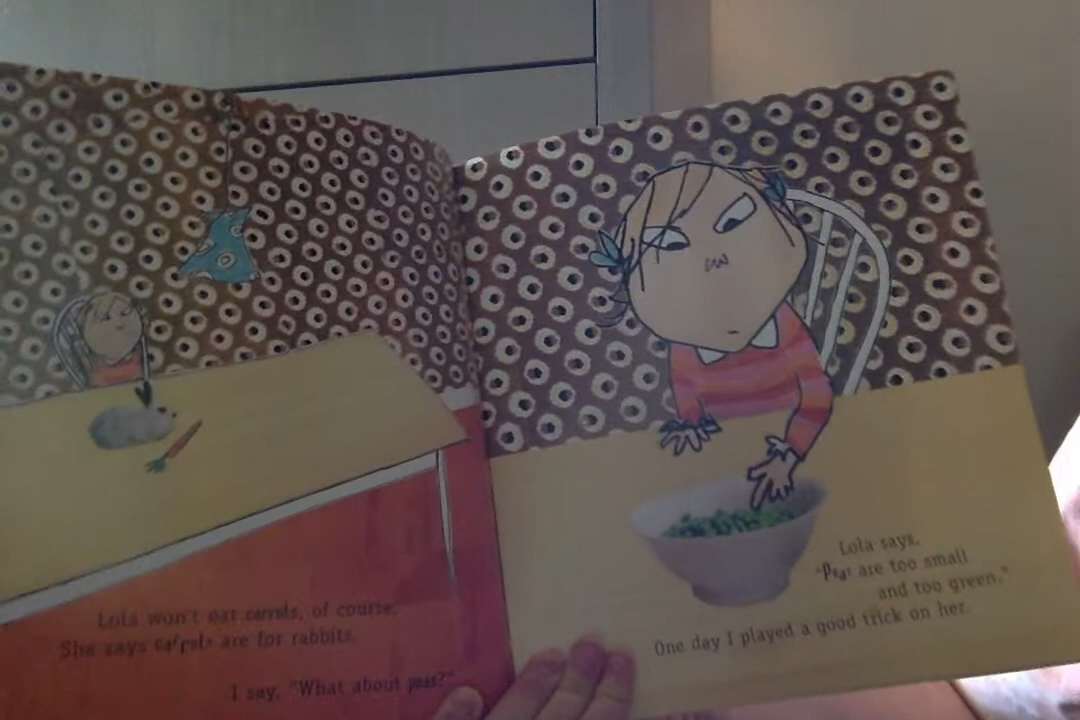 Lola won't eat carrots, of course.
She says carrots are for rabbits.
I say, "What about peas?"
Lola says,
"Peas are too small
and too green."
One day I played a good trick on her.